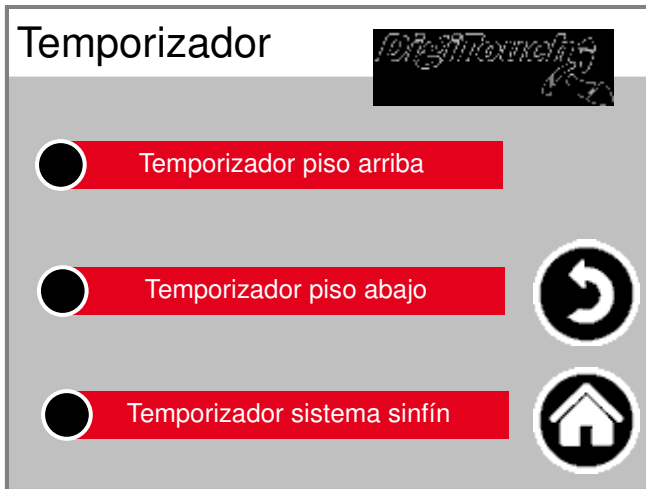 Temporizador
DigiTouch
Temporizador piso arriba
Temporizador piso abajo
Temporizador sistema sinfín